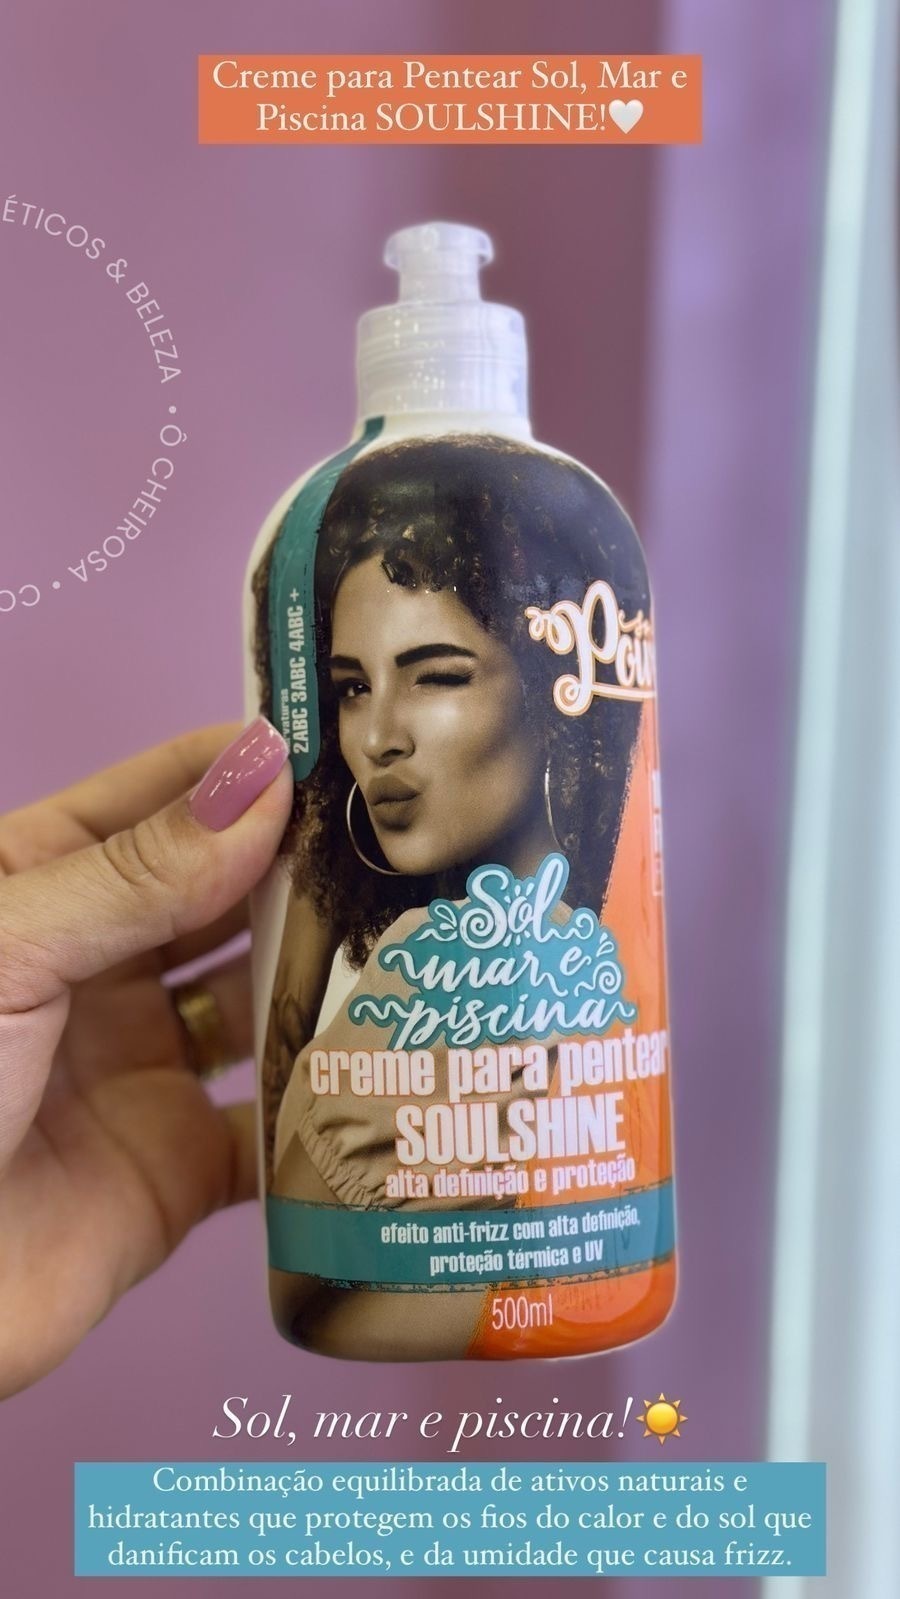 Creme para Pentear Sol, Mar e
Piscina SOULSHINE!🤍
ÉTICOS & BELEZA • Ô CHEIROSA • CO
2ABC 3ABC 4ABC +
Sol
mar e
piscina
creme para pentear
SOULSHINE
alta definição e proteção
efeito anti-frizz com alta definição,
proteção térmica e UV
500ml
Sol, mar e piscina!☀️
Combinação equilibrada de ativos naturais e
hidratantes que protegem os fios do calor e do sol que
danificam os cabelos, e da umidade que causa frizz.